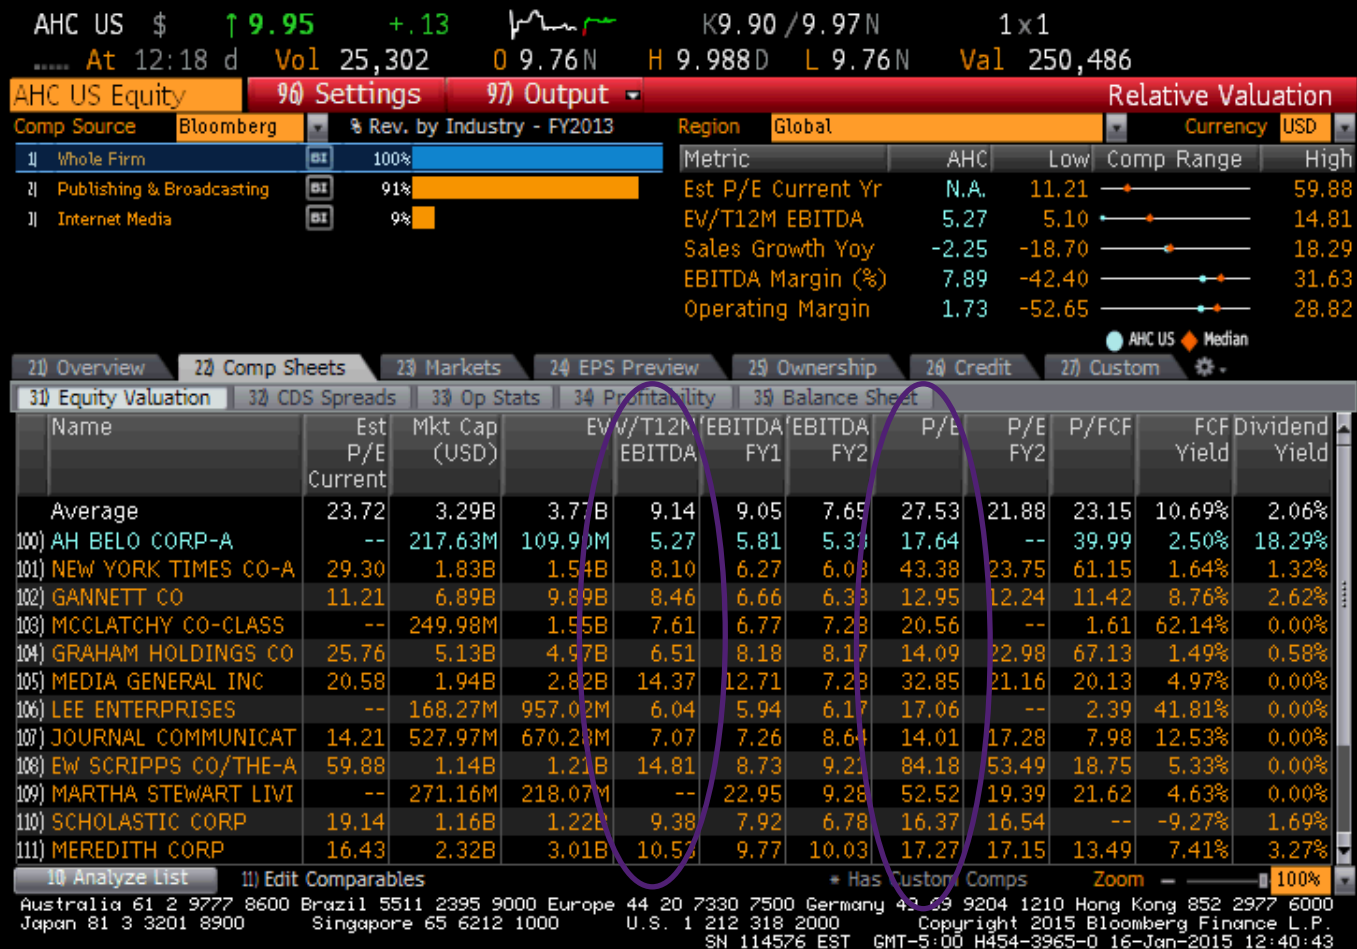 AHC US $ ↑9.95 +.13 K9.90 /9.97N 1x1
At 12:18 d Vol 25,302 O 9.76N H 9.988D L 9.76N Val 250,486
AHC US Equity 96) Settings 97) Output Relative Valuation
Comp Source Bloomberg % Rev. by Industry - FY2013 Region Global Currency USD
1) Whole Firm BI 100% Metric AHC Low Comp Range High
2) Publishing & Broadcasting BI 91% Est P/E Current Yr N.A. 11.21 59.88
3) Internet Media BI 9% EV/T12M EBITDA 5.27 5.10 14.81
Sales Growth Yoy -2.25 -18.70 18.29
EBITDA Margin (%) 7.89 -42.40 31.63
Operating Margin 1.73 -52.65 28.82
AHC US Median
21) Overview 22) Comp Sheets 23) Markets 24) EPS Preview 25) Ownership 26) Credit 27) Custom
31) Equity Valuation 32) CDS Spreads 33) Op Stats 34) Profitability 35) Balance Sheet
Name Est Mkt Cap EV V/T12M 'EBITDA 'EBITDA P/E P/E P/FCF FCF Dividend
P/E (USD) EBITDA FY1 FY2 FY2 Yield Yield
Current
Average 23.72 3.29B 3.77B 9.14 9.05 7.65 27.53 21.88 23.15 10.69% 2.06%
100) AH BELO CORP-A -- 217.63M 109.90M 5.27 5.81 5.33 17.64 -- 39.99 2.50% 18.29%
101) NEW YORK TIMES CO-A 29.30 1.83B 1.54B 8.10 6.27 6.03 43.38 23.75 61.15 1.64% 1.32%
102) GANNETT CO 11.21 6.89B 9.89B 8.46 6.66 6.33 12.95 12.24 11.42 8.76% 2.62%
103) MCCLATCHY CO-CLASS -- 249.98M 1.55B 7.61 6.77 7.23 20.56 -- 1.61 62.14% 0.00%
104) GRAHAM HOLDINGS CO 25.76 5.13B 4.97B 6.51 8.18 8.17 14.09 22.98 67.13 1.49% 0.58%
105) MEDIA GENERAL INC 20.58 1.94B 2.82B 14.37 12.71 7.23 32.85 21.16 20.13 4.97% 0.00%
106) LEE ENTERPRISES -- 168.27M 957.02M 6.04 5.94 6.17 17.06 -- 2.39 41.81% 0.00%
107) JOURNAL COMMUNICAT 14.21 527.97M 670.23M 7.07 7.26 8.64 14.01 17.28 7.98 12.53% 0.00%
108) EW SCRIPPS CO/THE-A 59.88 1.14B 1.21B 14.81 8.73 9.21 84.18 53.49 18.75 5.33% 0.00%
109) MARTHA STEWART LIVI -- 271.16M 218.07M -- 22.95 9.28 52.52 19.39 21.62 4.63% 0.00%
110) SCHOLASTIC CORP 19.14 1.16B 1.22B 9.38 7.92 6.78 16.37 16.54 -- -9.27% 1.69%
111) MEREDITH CORP 16.43 2.32B 3.01B 10.53 9.77 10.03 17.27 17.15 13.49 7.41% 3.27%
10) Analyze List 11) Edit Comparables * Has Custom Comps Zoom 100%
Australia 61 2 9777 8600 Brazil 5511 2395 9000 Europe 44 20 7330 7500 Germany 49 69 9204 1210 Hong Kong 852 2977 6000
Japan 81 3 3201 8900 Singapore 65 6212 1000 U.S. 1 212 318 2000 Copyright 2015 Bloomberg Finance L.P.
SN 114576 EST GMT-5:00 H454-3965-0 16-Jan-2015 12:40:43